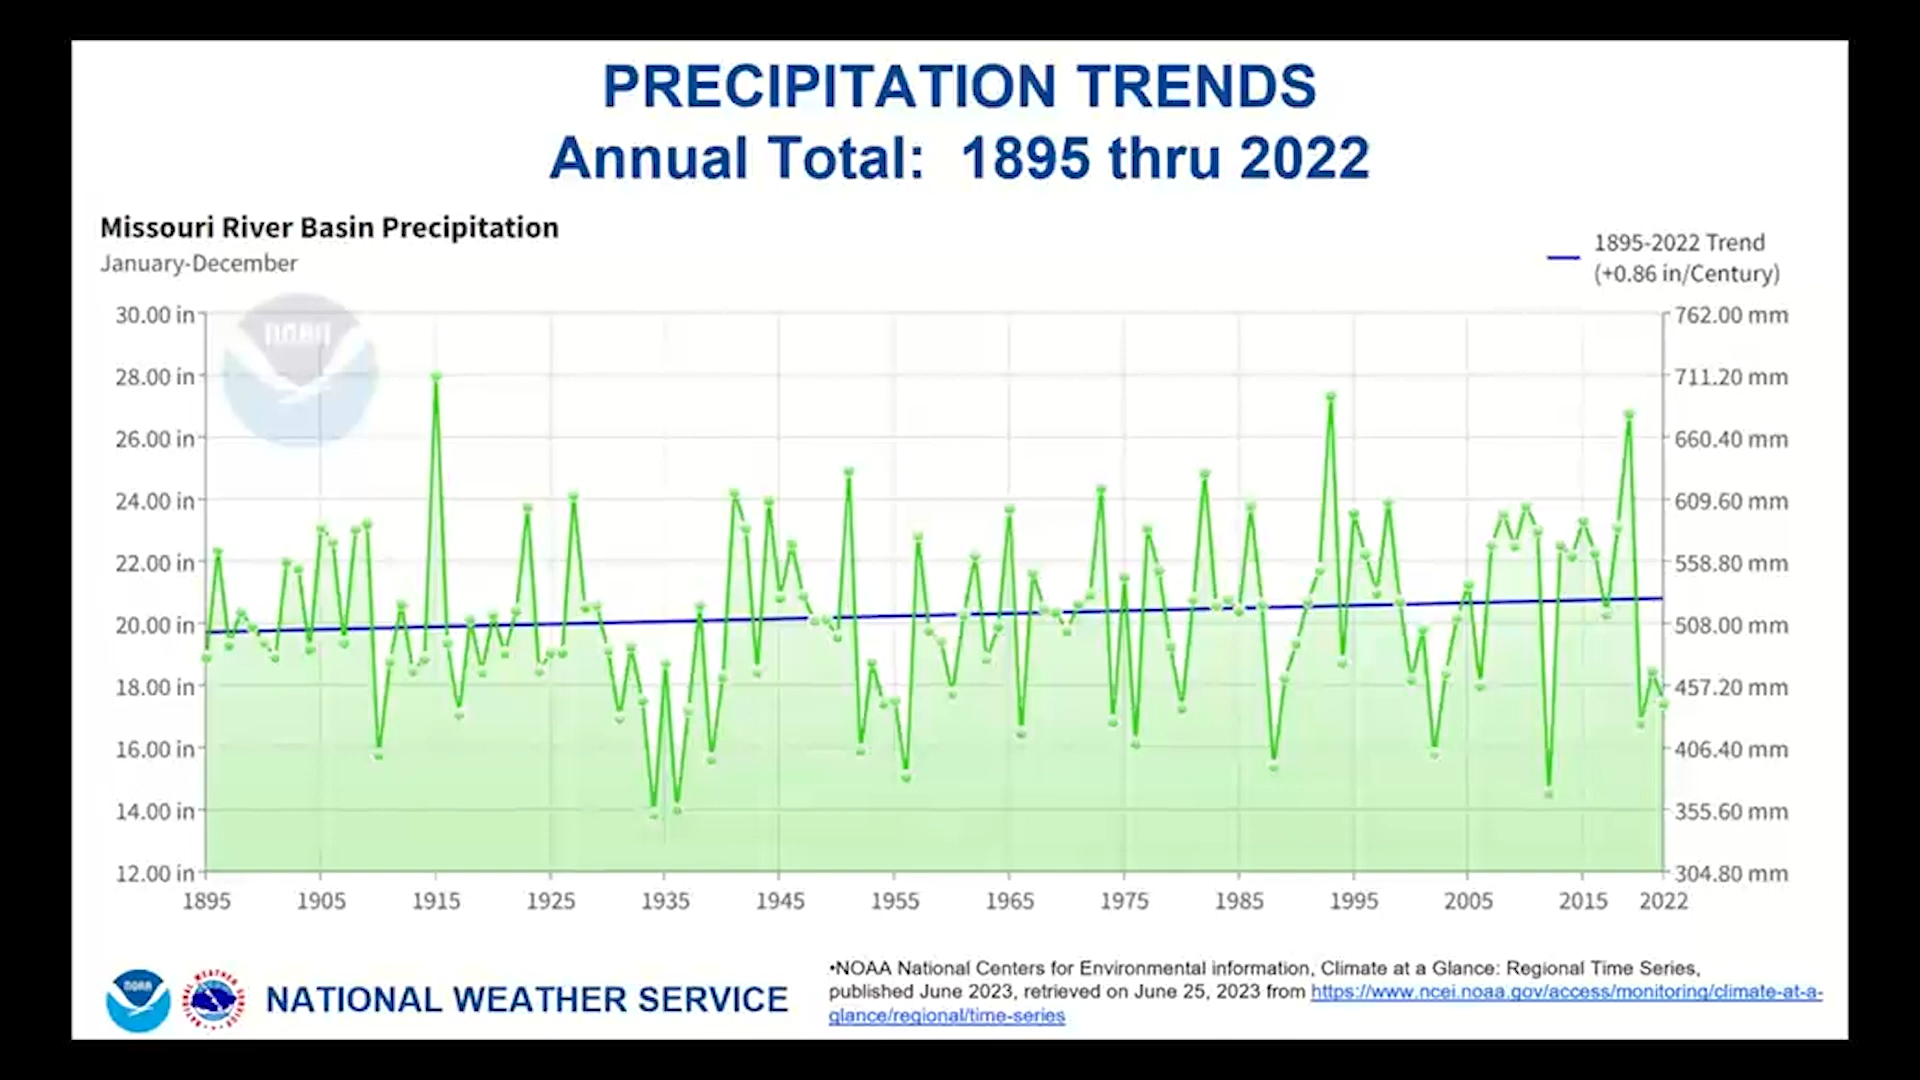 PRECIPITATION TRENDS
Annual Total: 1895 thru 2022
Missouri River Basin Precipitation
January-December
1895-2022 Trend
(+0.86 in/Century)
noaa
30.00 in
28.00 in
26.00 in
24.00 in
22.00 in
20.00 in
18.00 in
16.00 in
14.00 in
12.00 in
762.00 mm
711.20 mm
660.40 mm
609.60 mm
558.80 mm
508.00 mm
457.20 mm
406.40 mm
355.60 mm
304.80 mm
1895 1905 1915 1925 1935 1945 1955 1965 1975 1985 1995 2005 2015 2022
noaa
WEATHER
NATIONAL WEATHER SERVICE
•NOAA National Centers for Environmental information, Climate at a Glance: Regional Time Series,
published June 2023, retrieved on June 25, 2023 from https://www.ncei.noaa.gov/access/monitoring/climate-at-a-
glance/regional/time-series